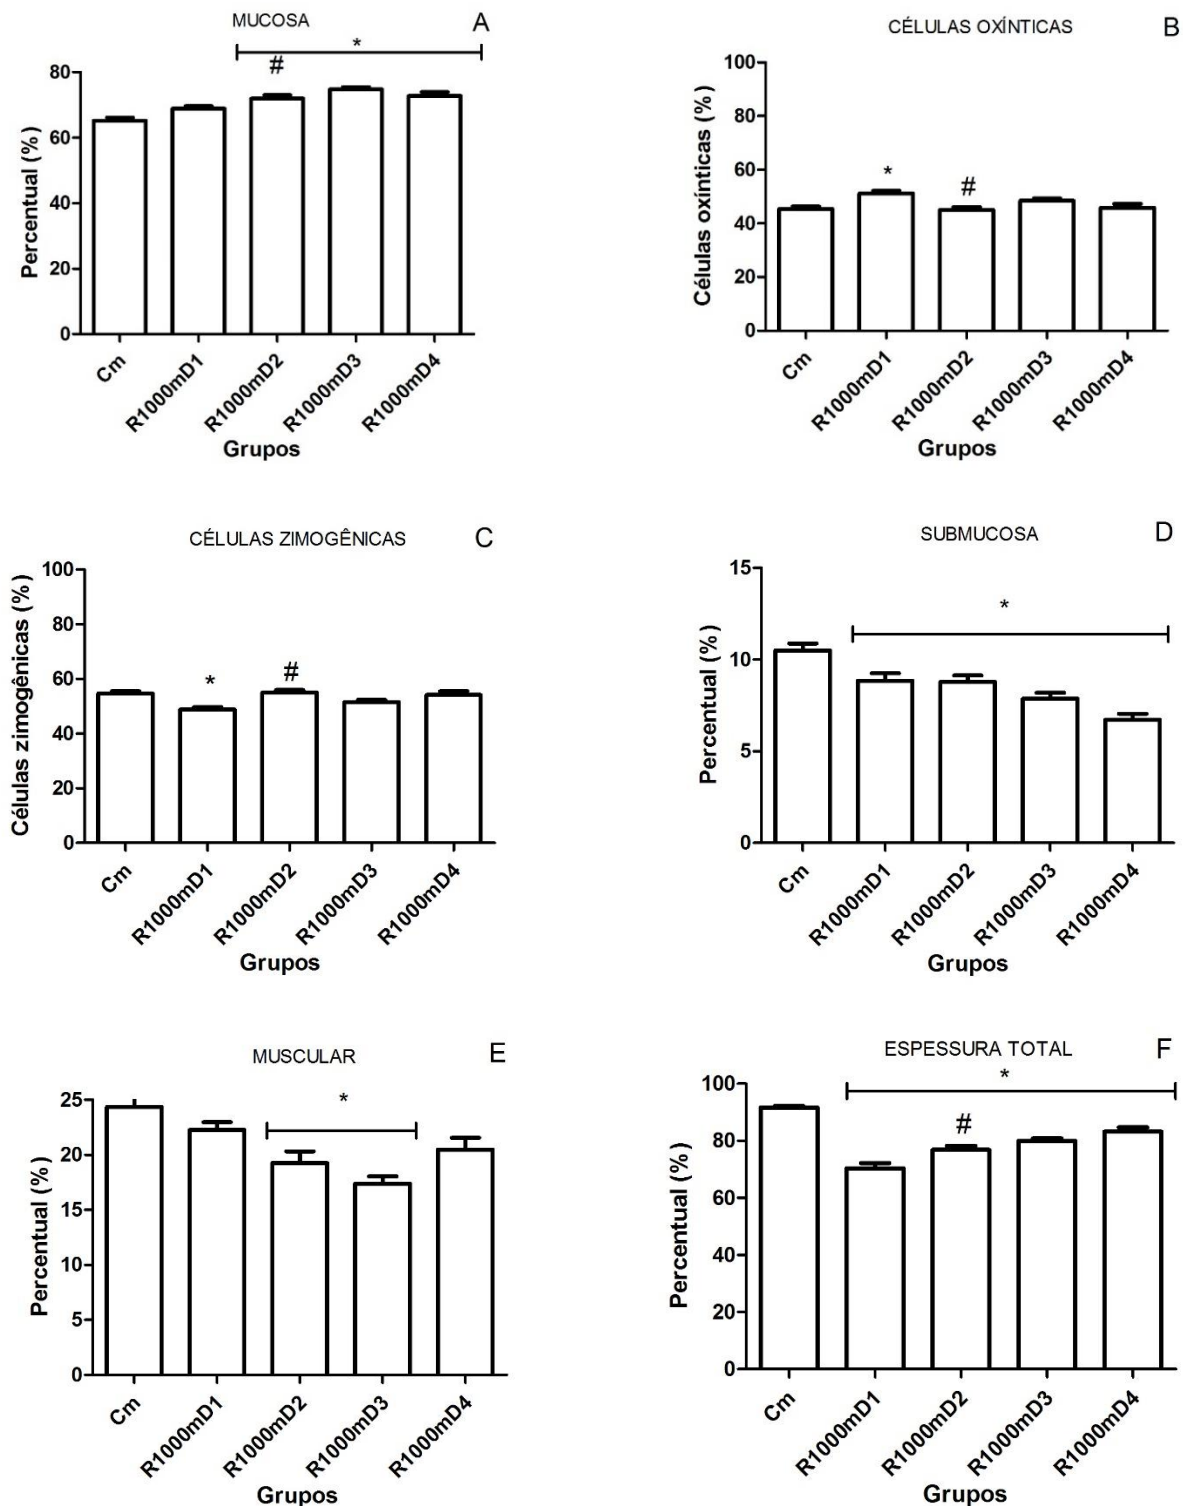 MUCOSA
A
*
#
Percentual (%)
80
60
40
20
0
Cm
R1000mD1
R1000mD2
R1000mD3
R1000mD4
Grupos
CÉLULAS OXÍNTICAS
B
Células oxínticas (%)
100
80
60
40
20
0
*
#
Cm
R1000mD1
R1000mD2
R1000mD3
R1000mD4
Grupos
CÉLULAS ZIMOGÊNICAS
C
Células zimogênicas (%)
100
80
60
40
20
0
*
#
Cm
R1000mD1
R1000mD2
R1000mD3
R1000mD4
Grupos
SUBMUCOSA
D
Percentual (%)
15
10
5
0
*
Cm
R1000mD1
R1000mD2
R1000mD3
R1000mD4
Grupos
MUSCULAR
E
Percentual (%)
25
20
15
10
5
0
*
Cm
R1000mD1
R1000mD2
R1000mD3
R1000mD4
Grupos
ESPESSURA TOTAL
F
*
#
Percentual (%)
100
80
60
40
20
0
Cm
R1000mD1
R1000mD2
R1000mD3
R1000mD4
Grupos